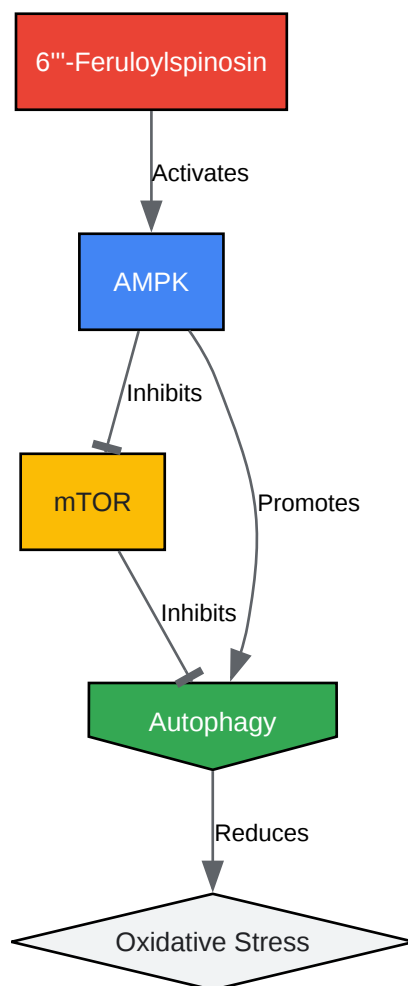 6'''-Feruloylspinosin
Activates
AMPK
Inhibits
mTOR
Promotes
Inhibits
Autophagy
Reduces
Oxidative Stress